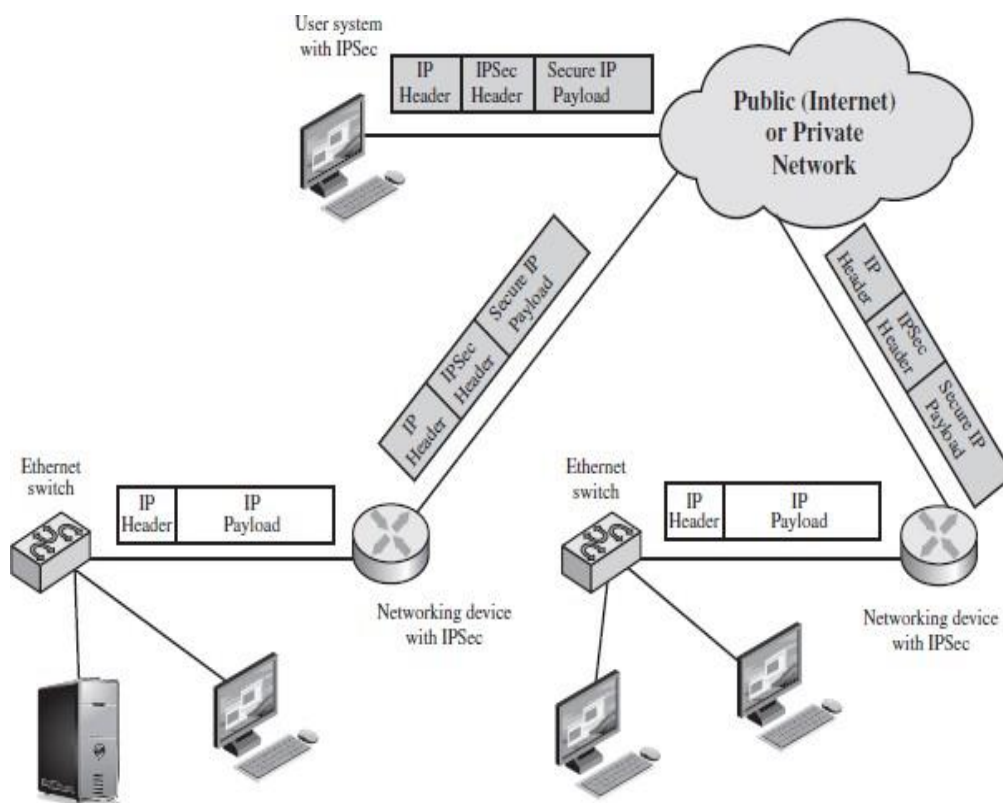 User system
with IPSec
IP
Header
IPSec
Header
Secure IP
Payload
Public (Internet)
or Private
Network
IP
Header
IPSec
Header
Secure IP
Payload
IP
Header
IPSec
Header
Secure IP
Payload
Ethernet
switch
IP
Header
IP
Payload
Networking device
with IPSec
Ethernet
switch
IP
Header
IP
Payload
Networking device
with IPSec